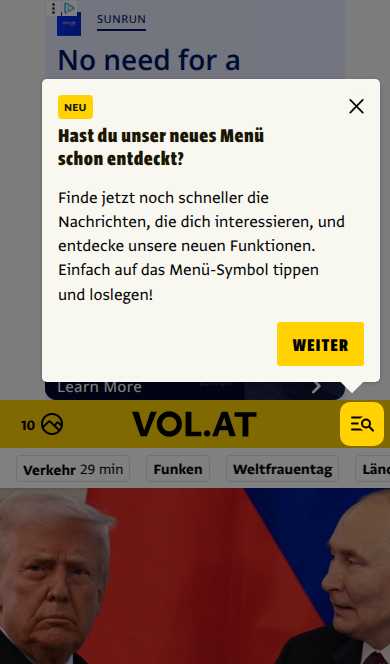 SUNRUN
No need for a
NEU
Hast du unser neues Menü
schon entdeckt?
Finde jetzt noch schneller die
Nachrichten, die dich interessieren, und
entdecke unsere neuen Funktionen.
Einfach auf das Menü-Symbol tippen
und loslegen!
WEITER
Learn More
10
VOL.AT
Verkehr 29 min
Funken
Weltfrauentag
Länd